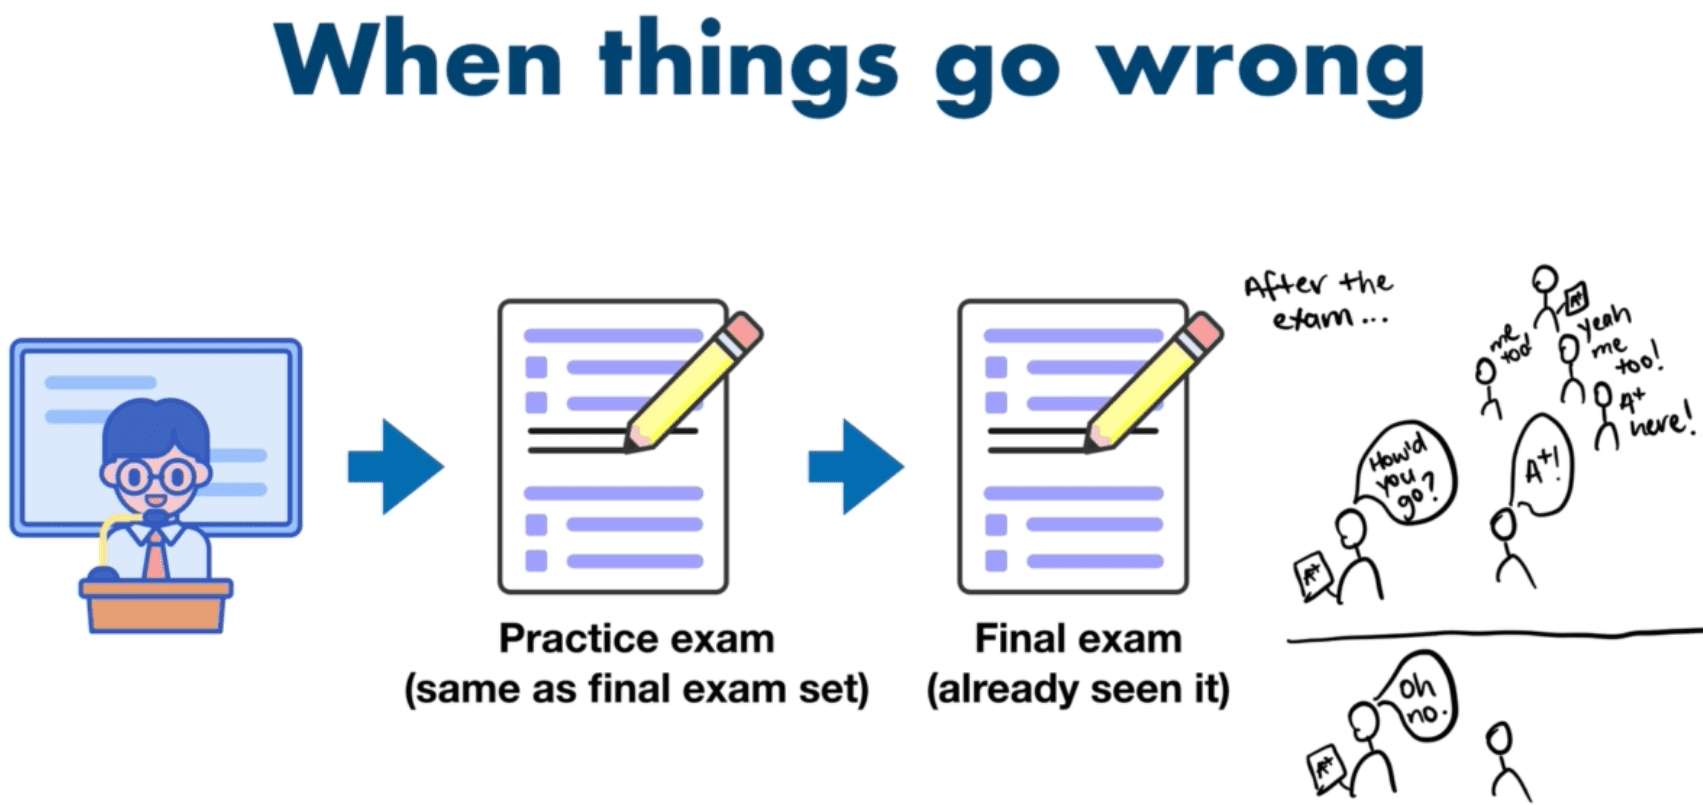 When things go wrong
Practice exam
(same as final exam set)
Final exam
(already seen it)
After the
exam...
A+
me
too!
yeah
me
too!
A+
here!
How'd
you
go?
A+!
A+
oh
no.
A+